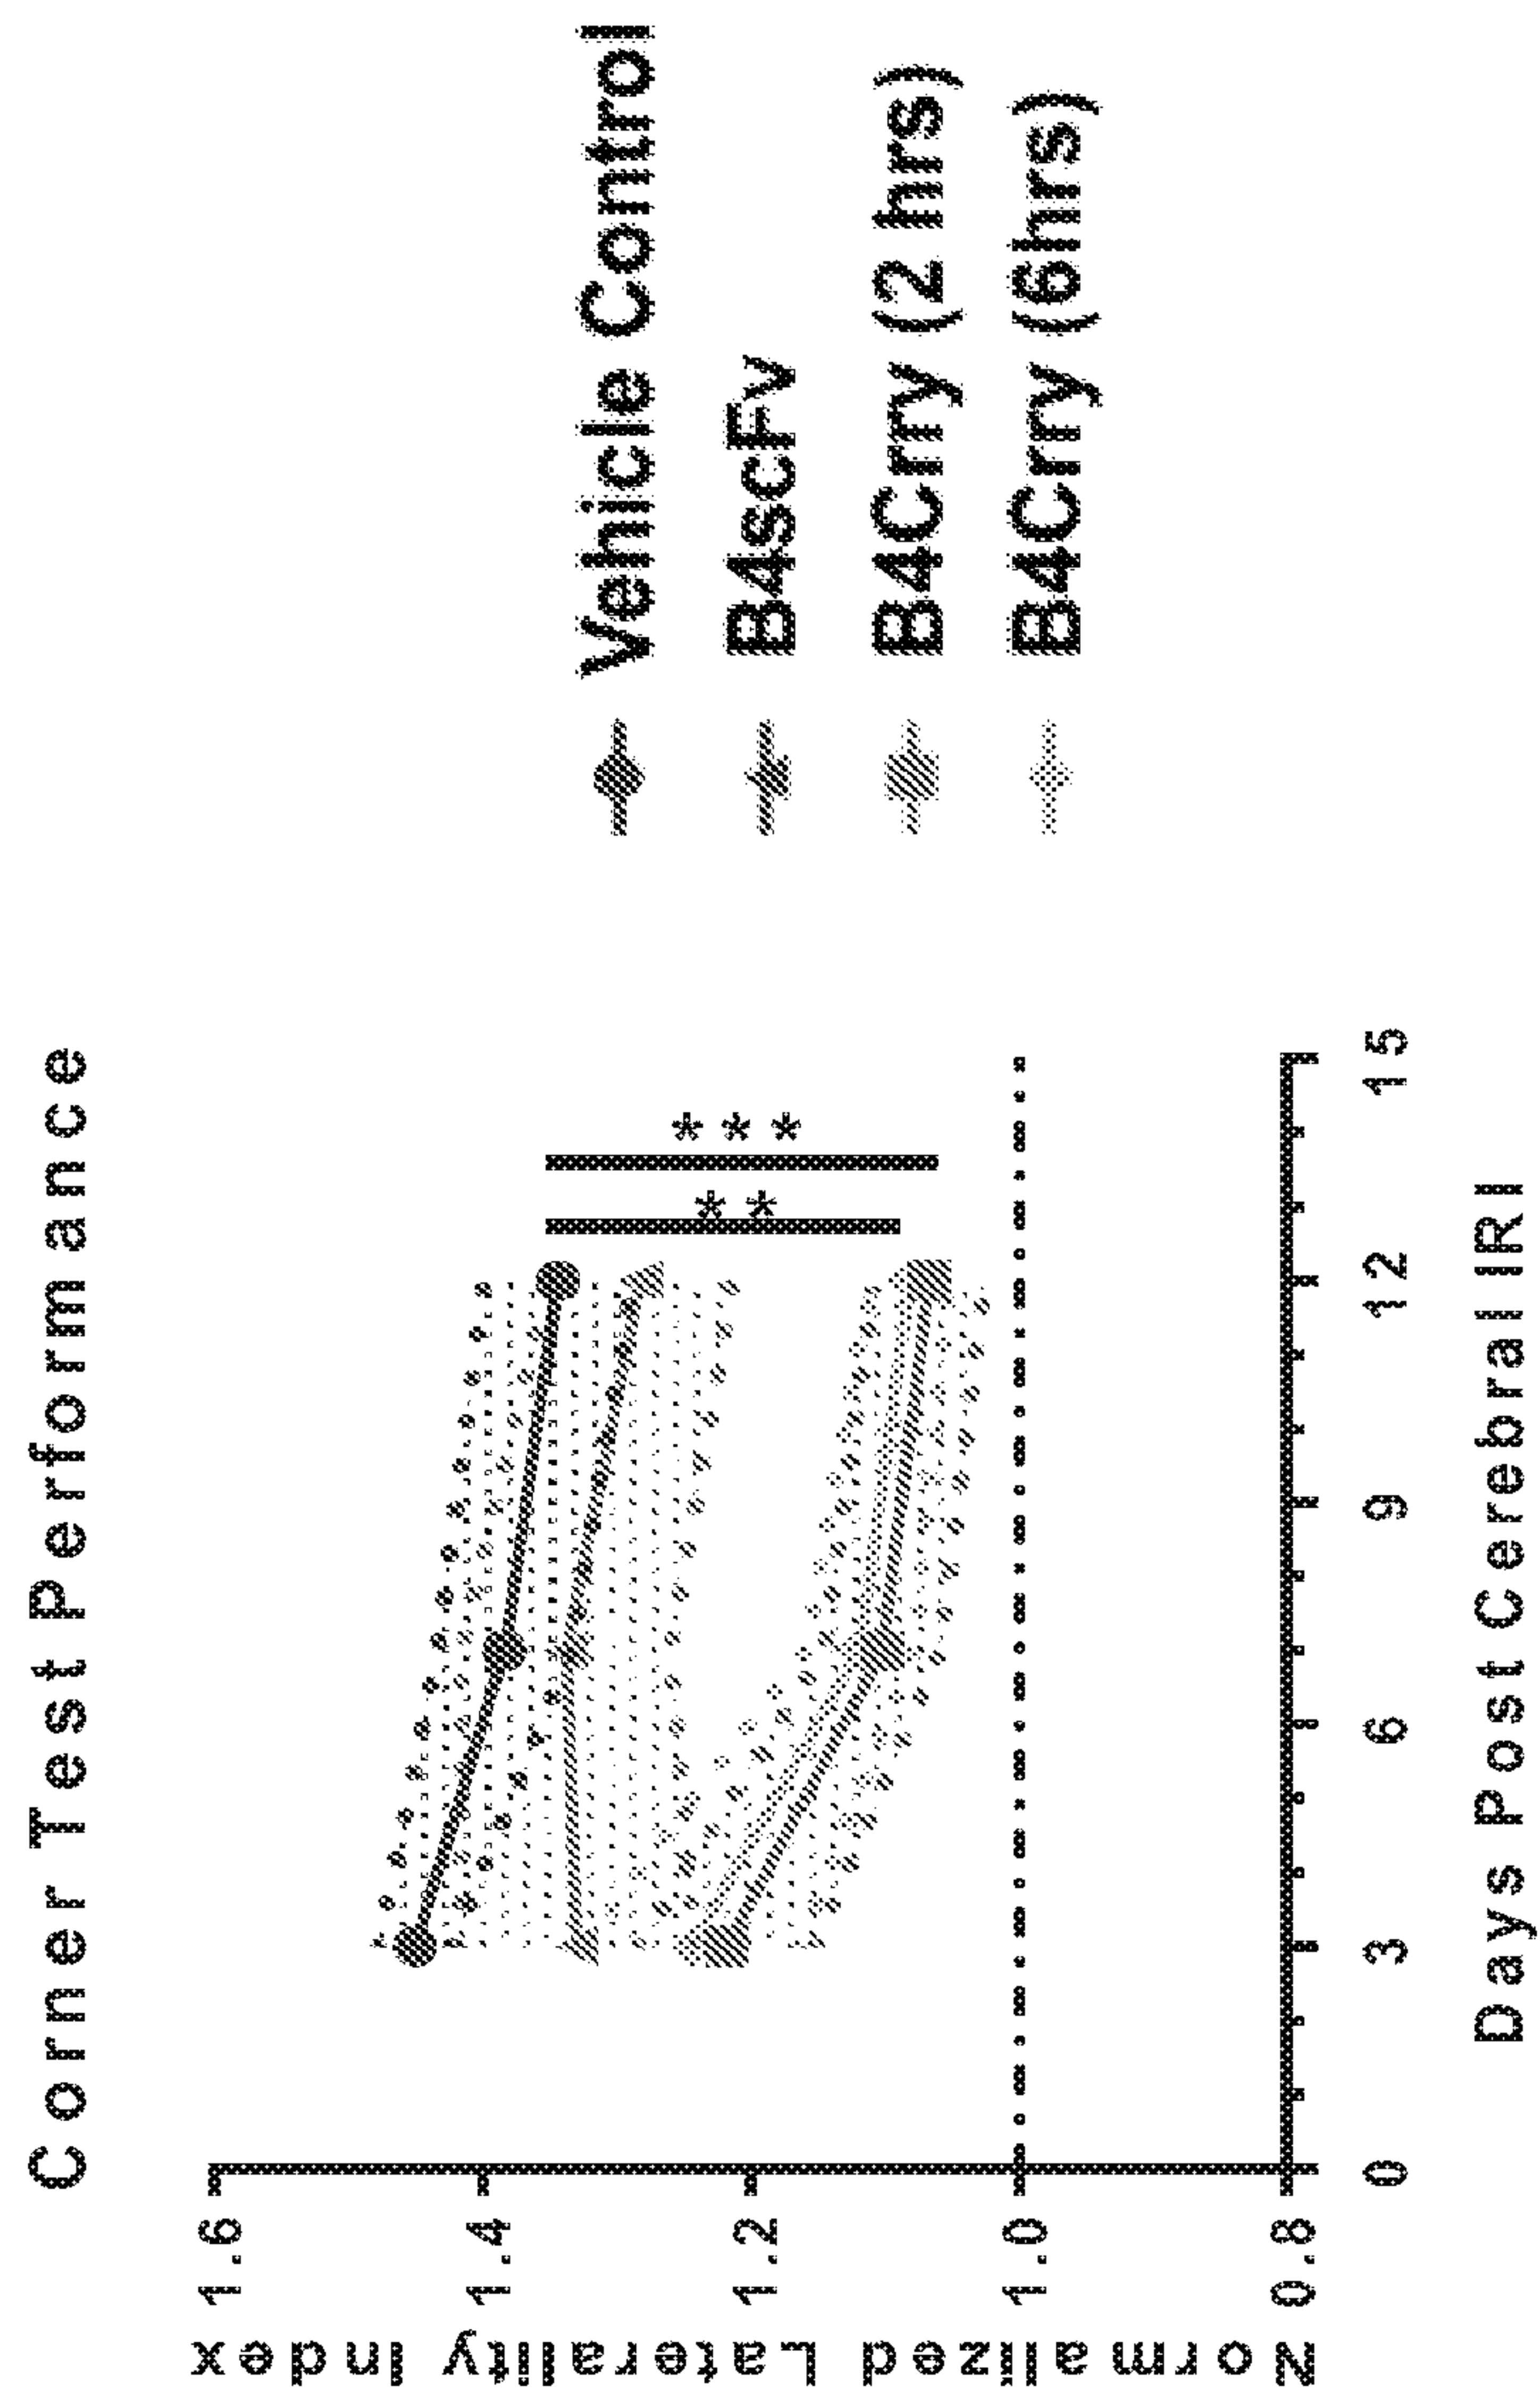 Corner Test Performance
Normalized Laterality Index
1.6
1.4
1.2
1.0
0.8
0
3
6
9
12
15
Days Post Cerebral IRI
**
***
Vehicle Control
B4scFv
B4Crry (2 hrs)
B4Crry (6hrs)